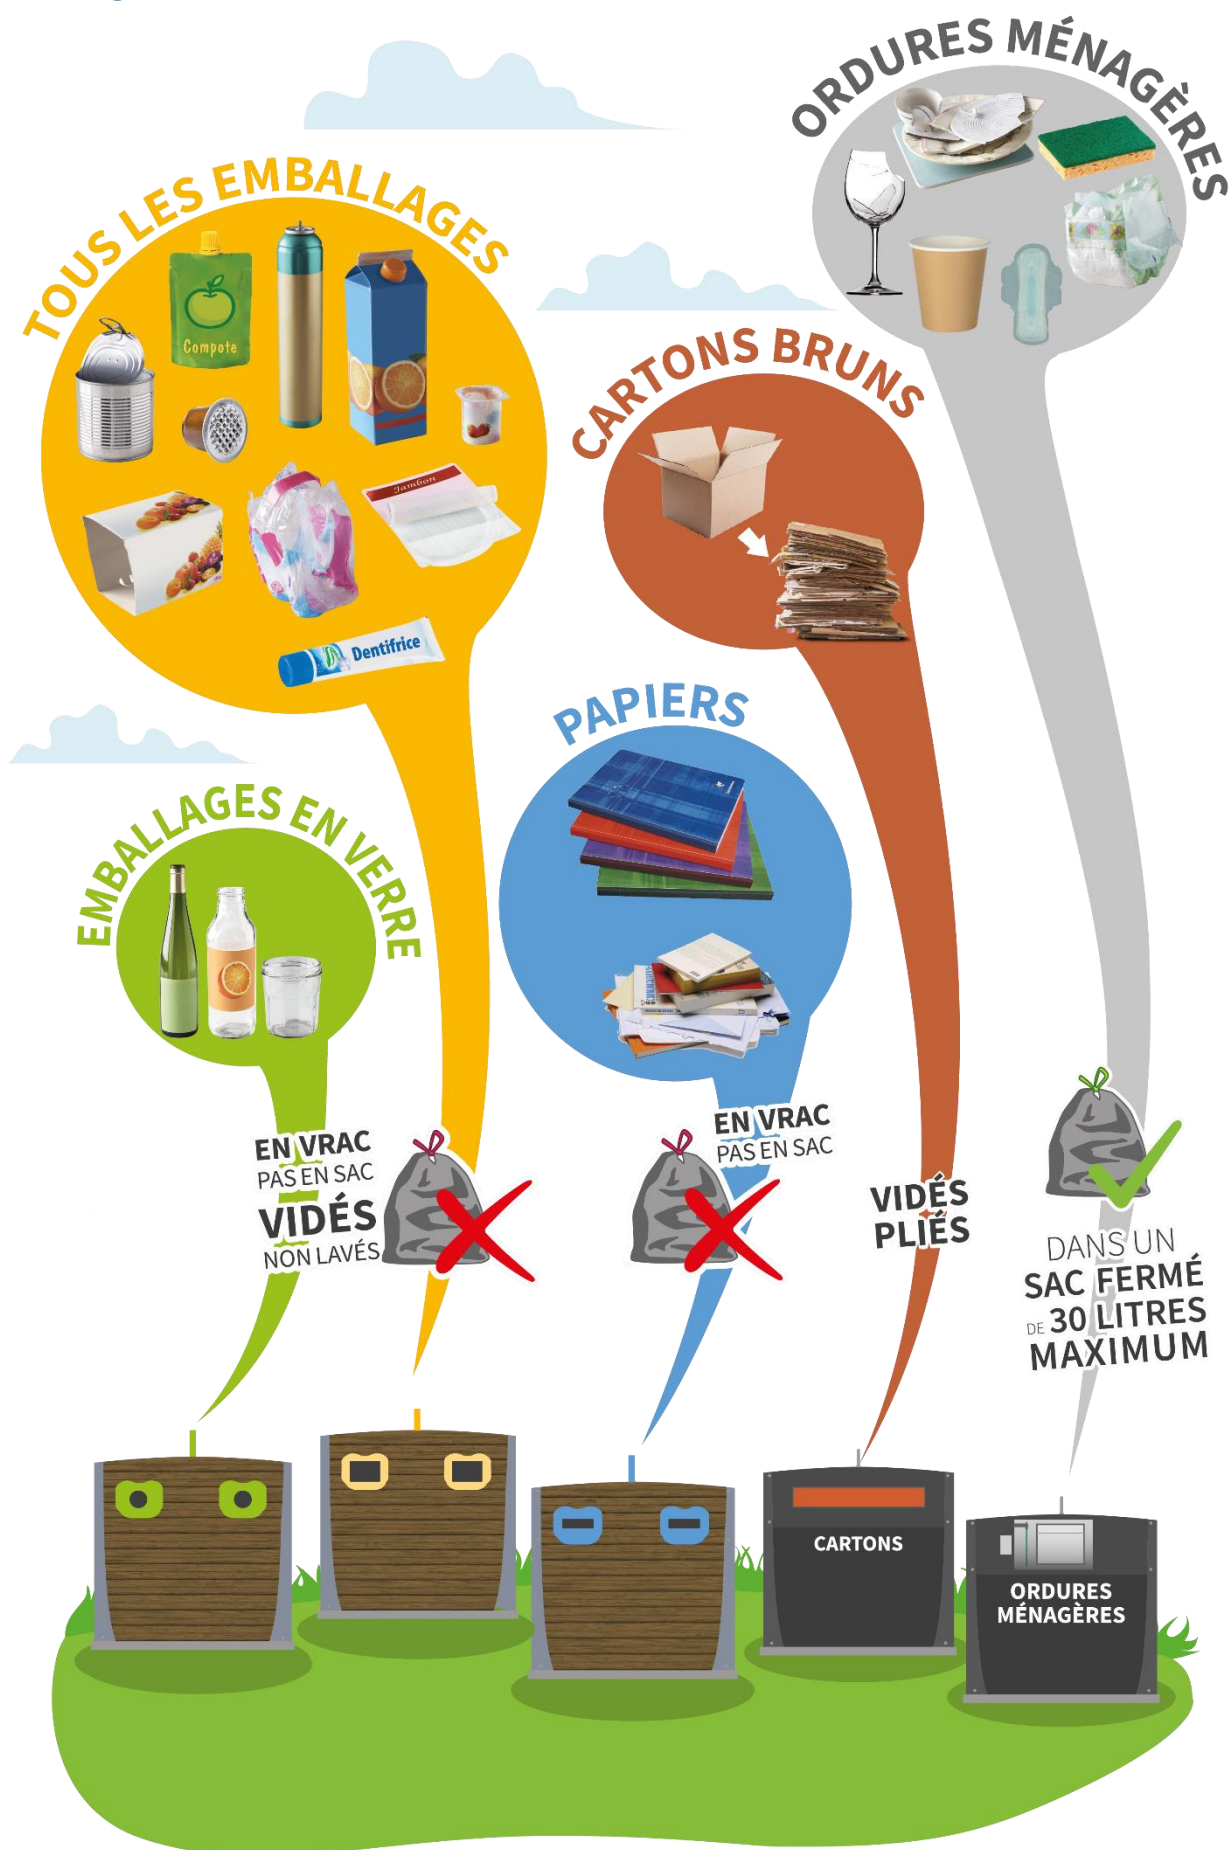 ORDURES MÉNAGÈRES
TOUS LES EMBALLAGES
Compote
Jambon
Dentifrice
CARTONS BRUNS
PAPIERS
EMBALLAGES EN VERRE
EN VRAC
PAS EN SAC
VIDÉS
NON LAVÉS
EN VRAC
PAS EN SAC
VIDÉS
PLIÉS
DANS UN
SAC FERMÉ
DE 30 LITRES
MAXIMUM
CARTONS
ORDURES
MÉNAGÈRES